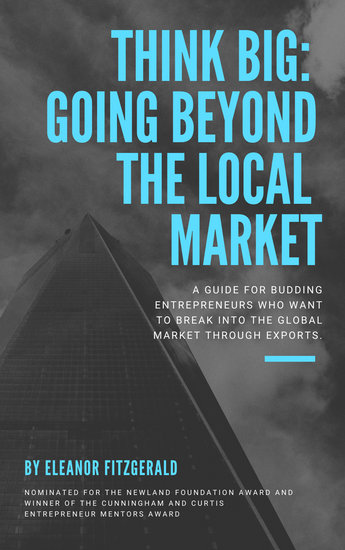 THINK BIG:
GOING BEYOND
THE LOCAL
MARKET
A GUIDE FOR BUDDING
ENTREPRENEURS WHO WANT
TO BREAK INTO THE GLOBAL
MARKET THROUGH EXPORTS.
BY ELEANOR FITZGERALD
NOMINATED FOR THE NEWLAND FOUNDATION AWARD AND
WINNER OF THE CUNNINGHAM AND CURTIS
ENTREPRENEUR MENTORS AWARD